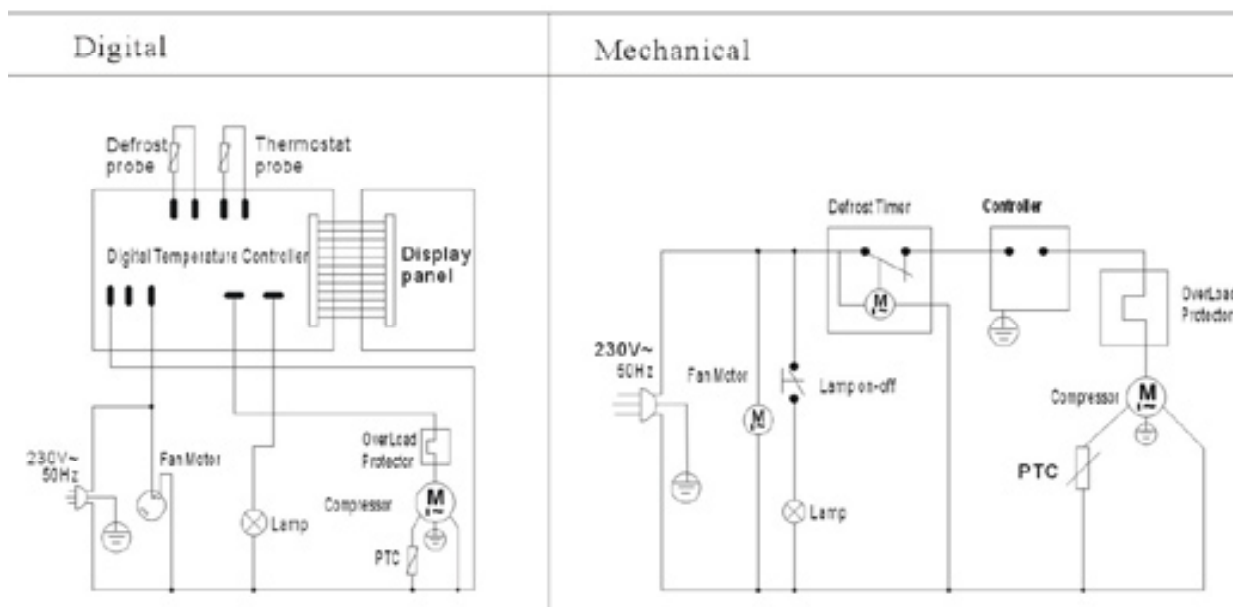 Digital
Mechanical
Defrost
probe
Thermostat
probe
Digital Temperature Controller
Display
panel
230V~
50Hz
Fan Motor
Lamp
OverLoad
Protector
Compressor
M
~
PTC
Defrost Timer
Controller
M
~
OverLoad
Protector
230V~
50Hz
Fan Motor
M
~
Lamp on-off
Lamp
Compressor
M
~
PTC